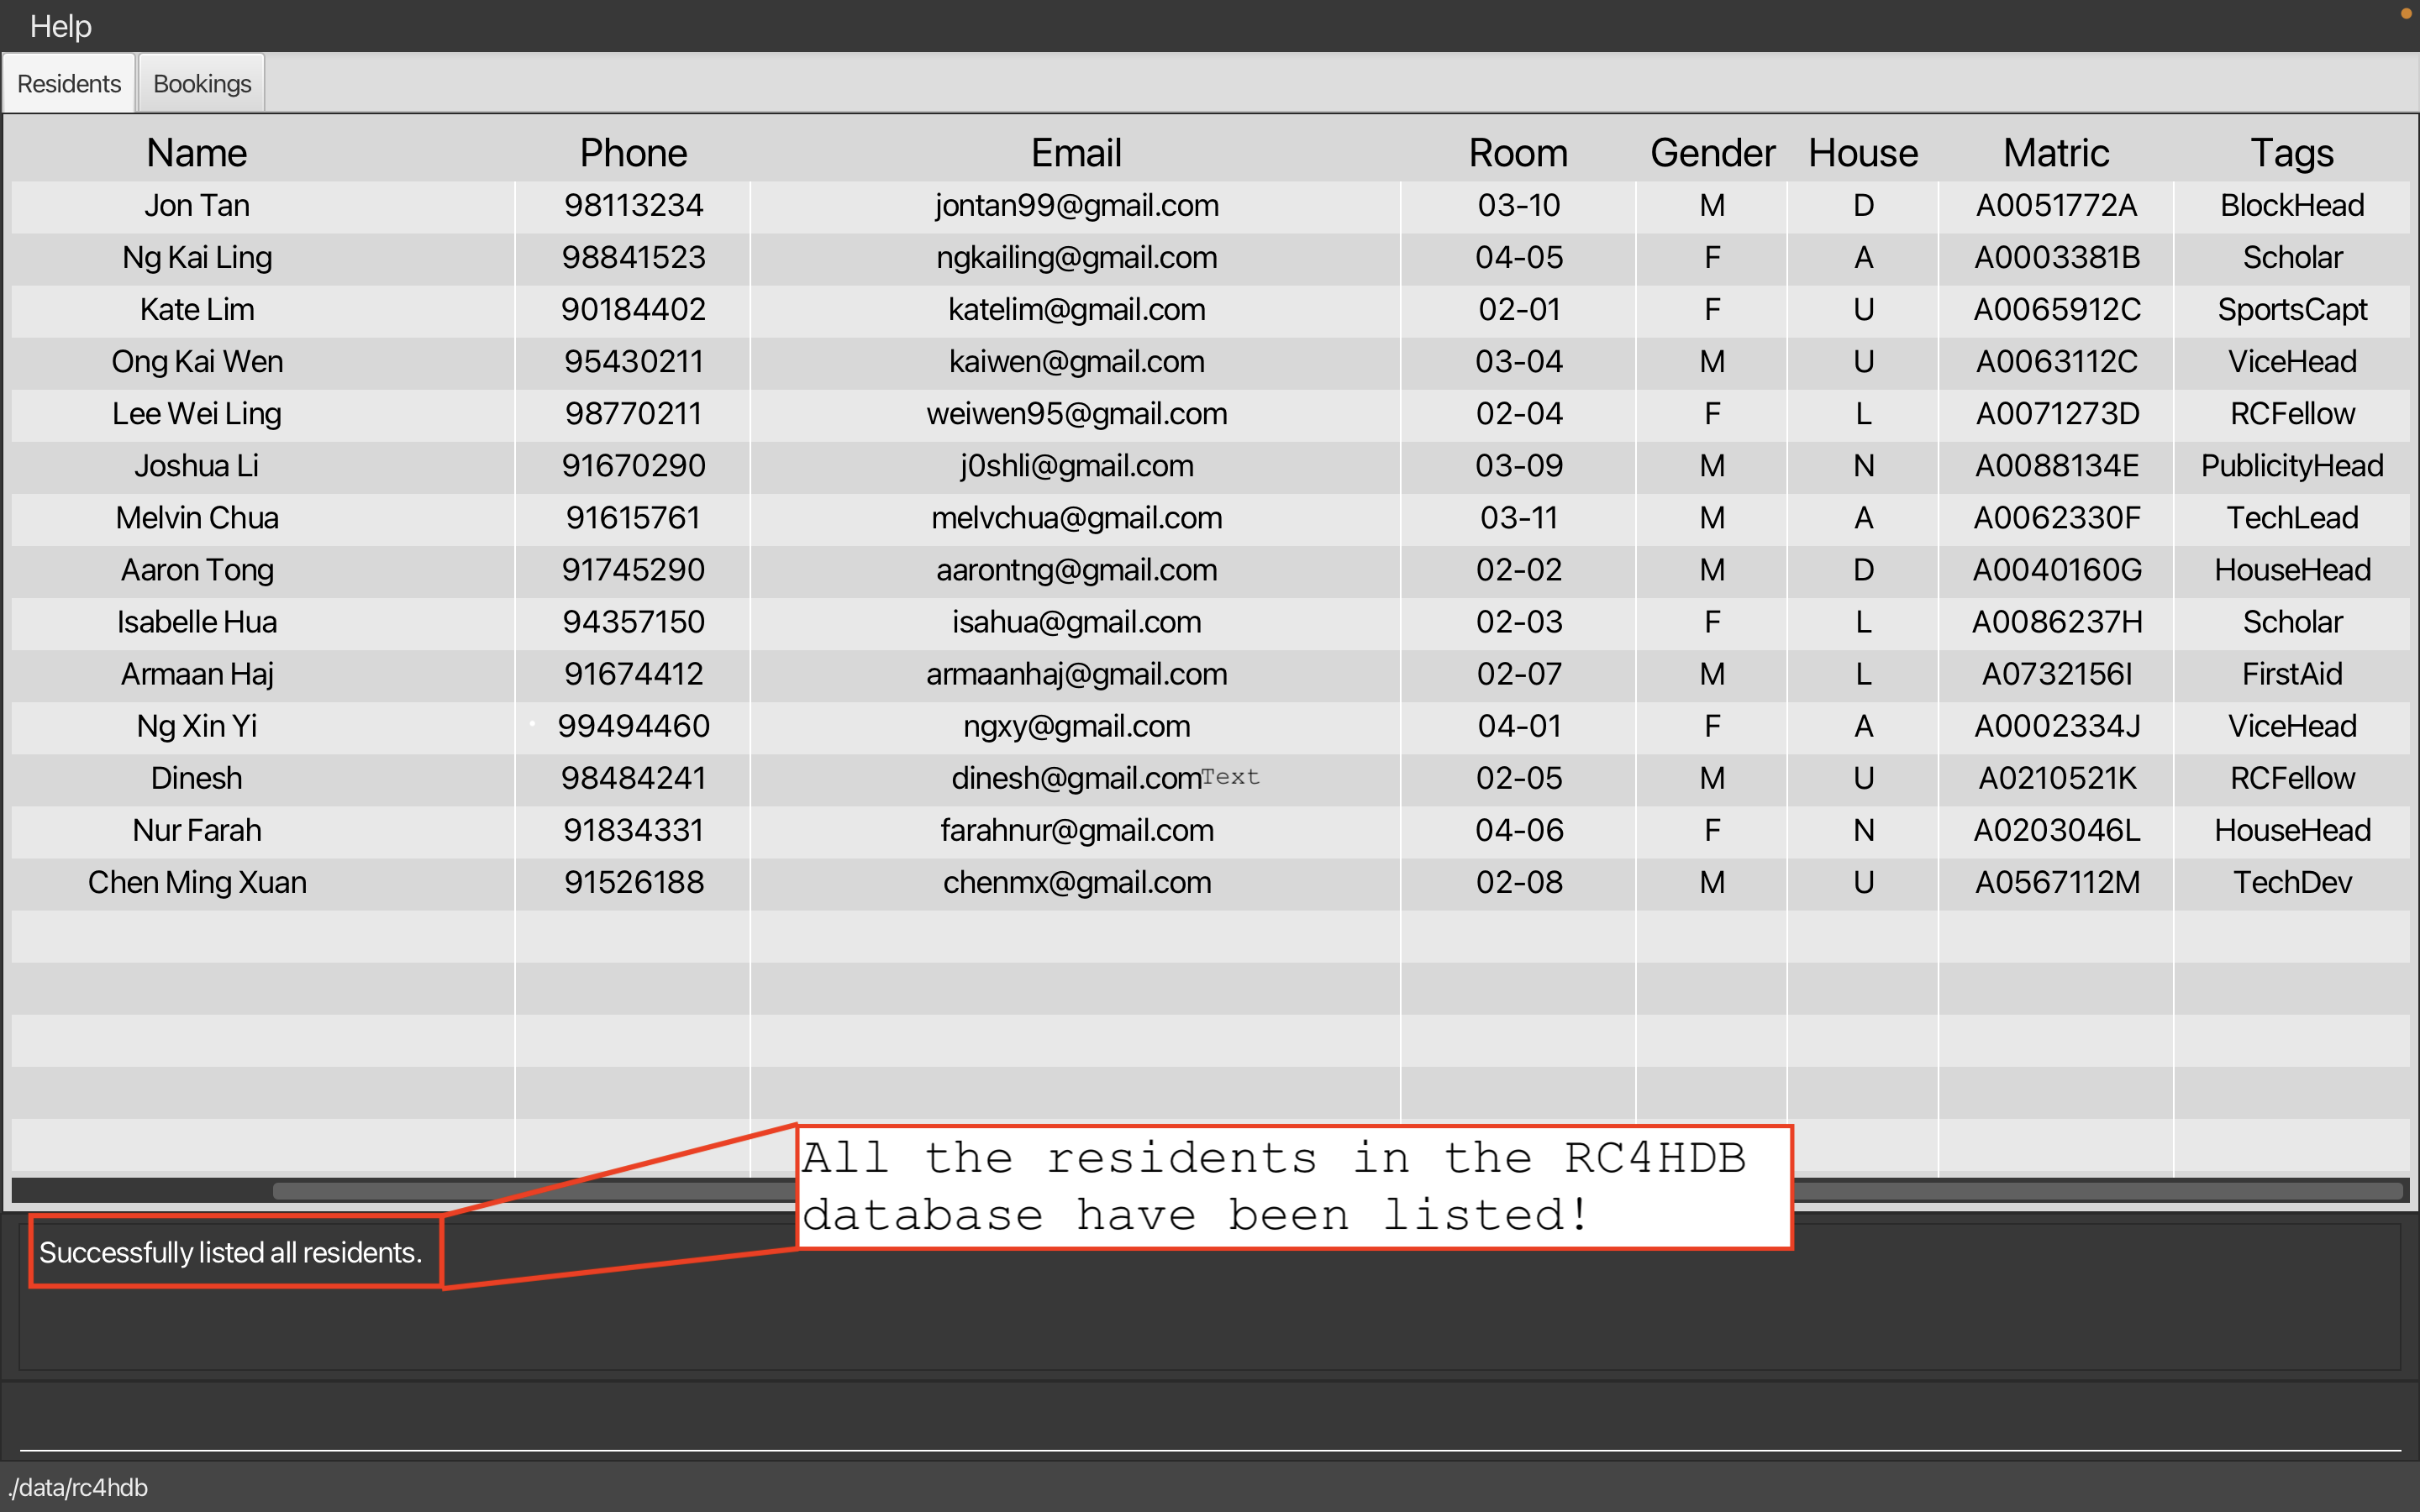 Help
Residents Bookings
Name Phone Email Room Gender House Matric Tags
Jon Tan 98113234 jontan99@gmail.com 03-10 M D A0051772A BlockHead
Ng Kai Ling 98841523 ngkailing@gmail.com 04-05 F A A0003381B Scholar
Kate Lim 90184402 katelim@gmail.com 02-01 F U A0065912C SportsCapt
Ong Kai Wen 95430211 kaiwen@gmail.com 03-04 M U A0063112C ViceHead
Lee Wei Ling 98770211 weiwen95@gmail.com 02-04 F L A0071273D RCFellow
Joshua Li 91670290 j0shli@gmail.com 03-09 M N A0088134E PublicityHead
Melvin Chua 91615761 melvchua@gmail.com 03-11 M A A0062330F TechLead
Aaron Tong 91745290 aarontng@gmail.com 02-02 M D A0040160G HouseHead
Isabelle Hua 94357150 isahua@gmail.com 02-03 F L A0086237H Scholar
Armaan Haj 91674412 armaanhaj@gmail.com 02-07 M L A0732156I FirstAid
Ng Xin Yi 99494460 ngxy@gmail.com 04-01 F A A0002334J ViceHead
Dinesh 98484241 dinesh@gmail.com Text 02-05 M U A0210521K RCFellow
Nur Farah 91834331 farahnur@gmail.com 04-06 F N A0203046L HouseHead
Chen Ming Xuan 91526188 chenmx@gmail.com 02-08 M U A0567112M TechDev
All the residents in the RC4HDB
database have been listed!
Successfully listed all residents.
./data/rc4hdb